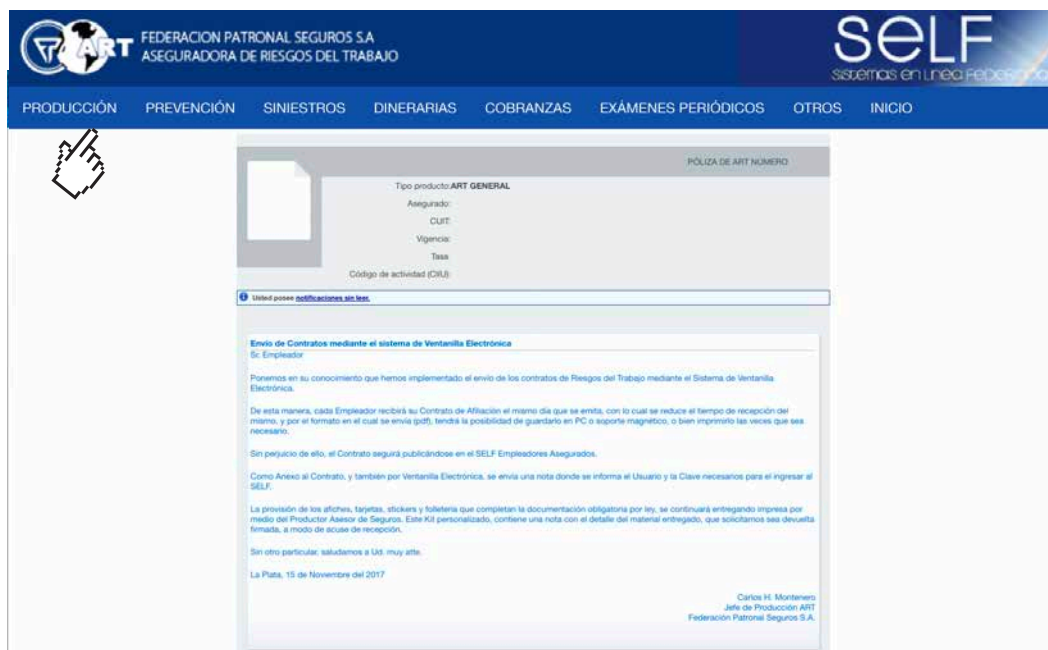 ART
FEDERACION PATRONAL SEGUROS S.A
ASEGURADORA DE RIESGOS DEL TRABAJO
SELF
sistemas en Linea
PRODUCCIÓN PREVENCIÓN SINIESTROS DINERARIAS COBRANZAS EXÁMENES PERIÓDICOS OTROS INICIO
PÓLIZA DE ART NÚMERO
Tipo producto:ART GENERAL
Asegurado:
CUIT:
Vigencia:
Tasa:
Código de actividad (CIIU):
Usted posee notificaciones sin leer.
Envío de Contratos mediante el sistema de Ventanilla Electrónica
Sr. Empleador
Ponemos en su conocimiento que hemos implementado el envío de los contratos de Riesgos del Trabajo mediante el Sistema de Ventanilla
Electrónica.
De esta manera, cada Empleador recibirá su Contrato de Afiliación el mismo día que se emita, con lo cual se reduce el tiempo de recepción del
mismo, y por el formato en el cual se envía (pdf), tendrá la posibilidad de guardarlo en PC o soporte magnético, o bien imprimirlo las veces que sea
necesario.
Sin perjuicio de ello, el Contrato seguirá publicándose en el SELF Empleadores Asegurados.
Como Anexo al Contrato, y también por Ventanilla Electrónica, se envía una nota donde se informa el Usuario y la Clave necesarios para el ingresar al
SELF.
La provisión de los afiches, tarjetas, stickers y folletería que completan la documentación obligatoria por ley, se continuará entregando impresa por
medio del Productor Asesor de Seguros. Este Kit personalizado, contiene una nota con el detalle del material entregado, que solicitamos sea devuelta
firmada, a modo de acuse de recepción.
Sin otro particular, saludamos a Ud. muy atte.
La Plata, 15 de Noviembre del 2017
Carlos H. Montenero
Jefe de Producción ART
Federación Patronal Seguros S.A.